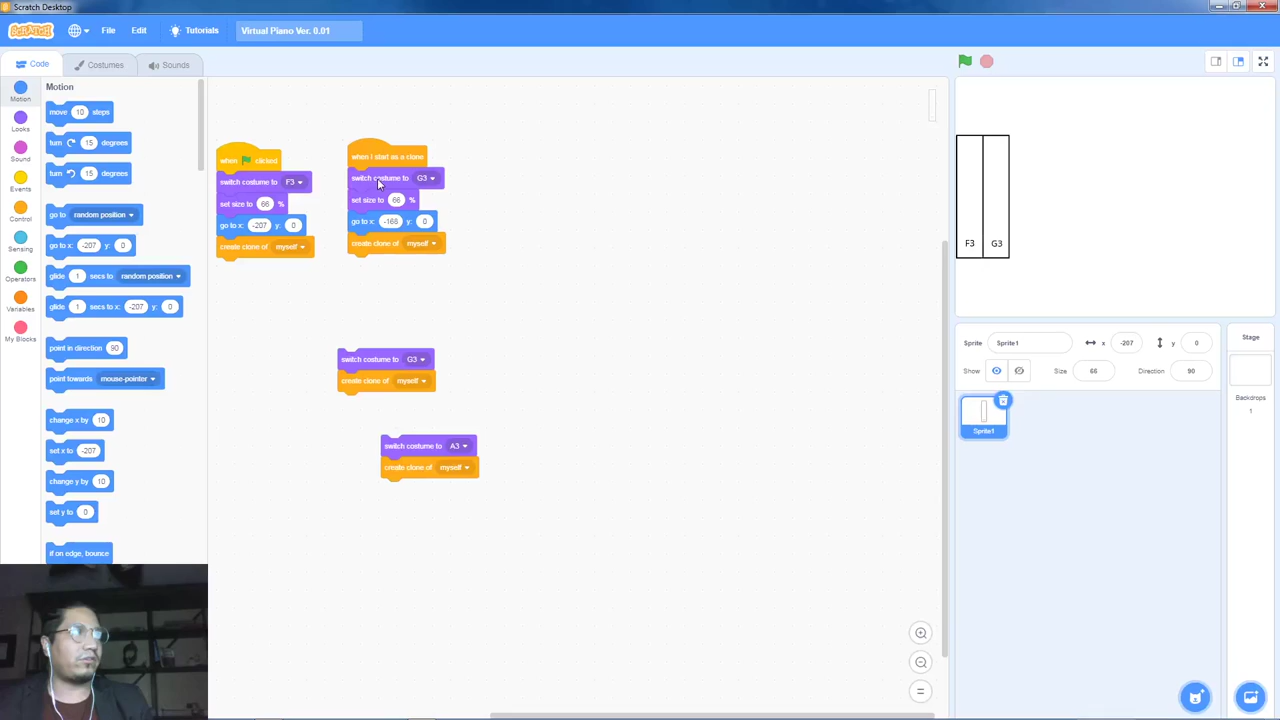 Scratch Desktop
SCRATCH
File
Edit
Tutorials
Virtual Piano Ver. 0.01
Code
Costumes
Sounds
Motion
Looks
Sound
Events
Control
Sensing
Operators
Variables
My Blocks
Motion
move 10 steps
turn 15 degrees
turn 15 degrees
go to random position
go to x: -207 y: 0
glide 1 secs to random position
glide 1 secs to x: -207 y: 0
point in direction 90
point towards mouse-pointer
change x by 10
set x to -207
change y by 10
set y to 0
if on edge, bounce
when clicked
switch costume to F3
set size to 66 %
go to x: -207 y: 0
create clone of myself
when I start as a clone
switch costume to G3
set size to 66 %
go to x: -168 y: 0
create clone of myself
switch costume to G3
create clone of myself
switch costume to A3
create clone of myself
F3 G3
Sprite Sprite1 x -207 y 0
Show Size 66 Direction 90
Sprite1
Stage
Backdrops
1